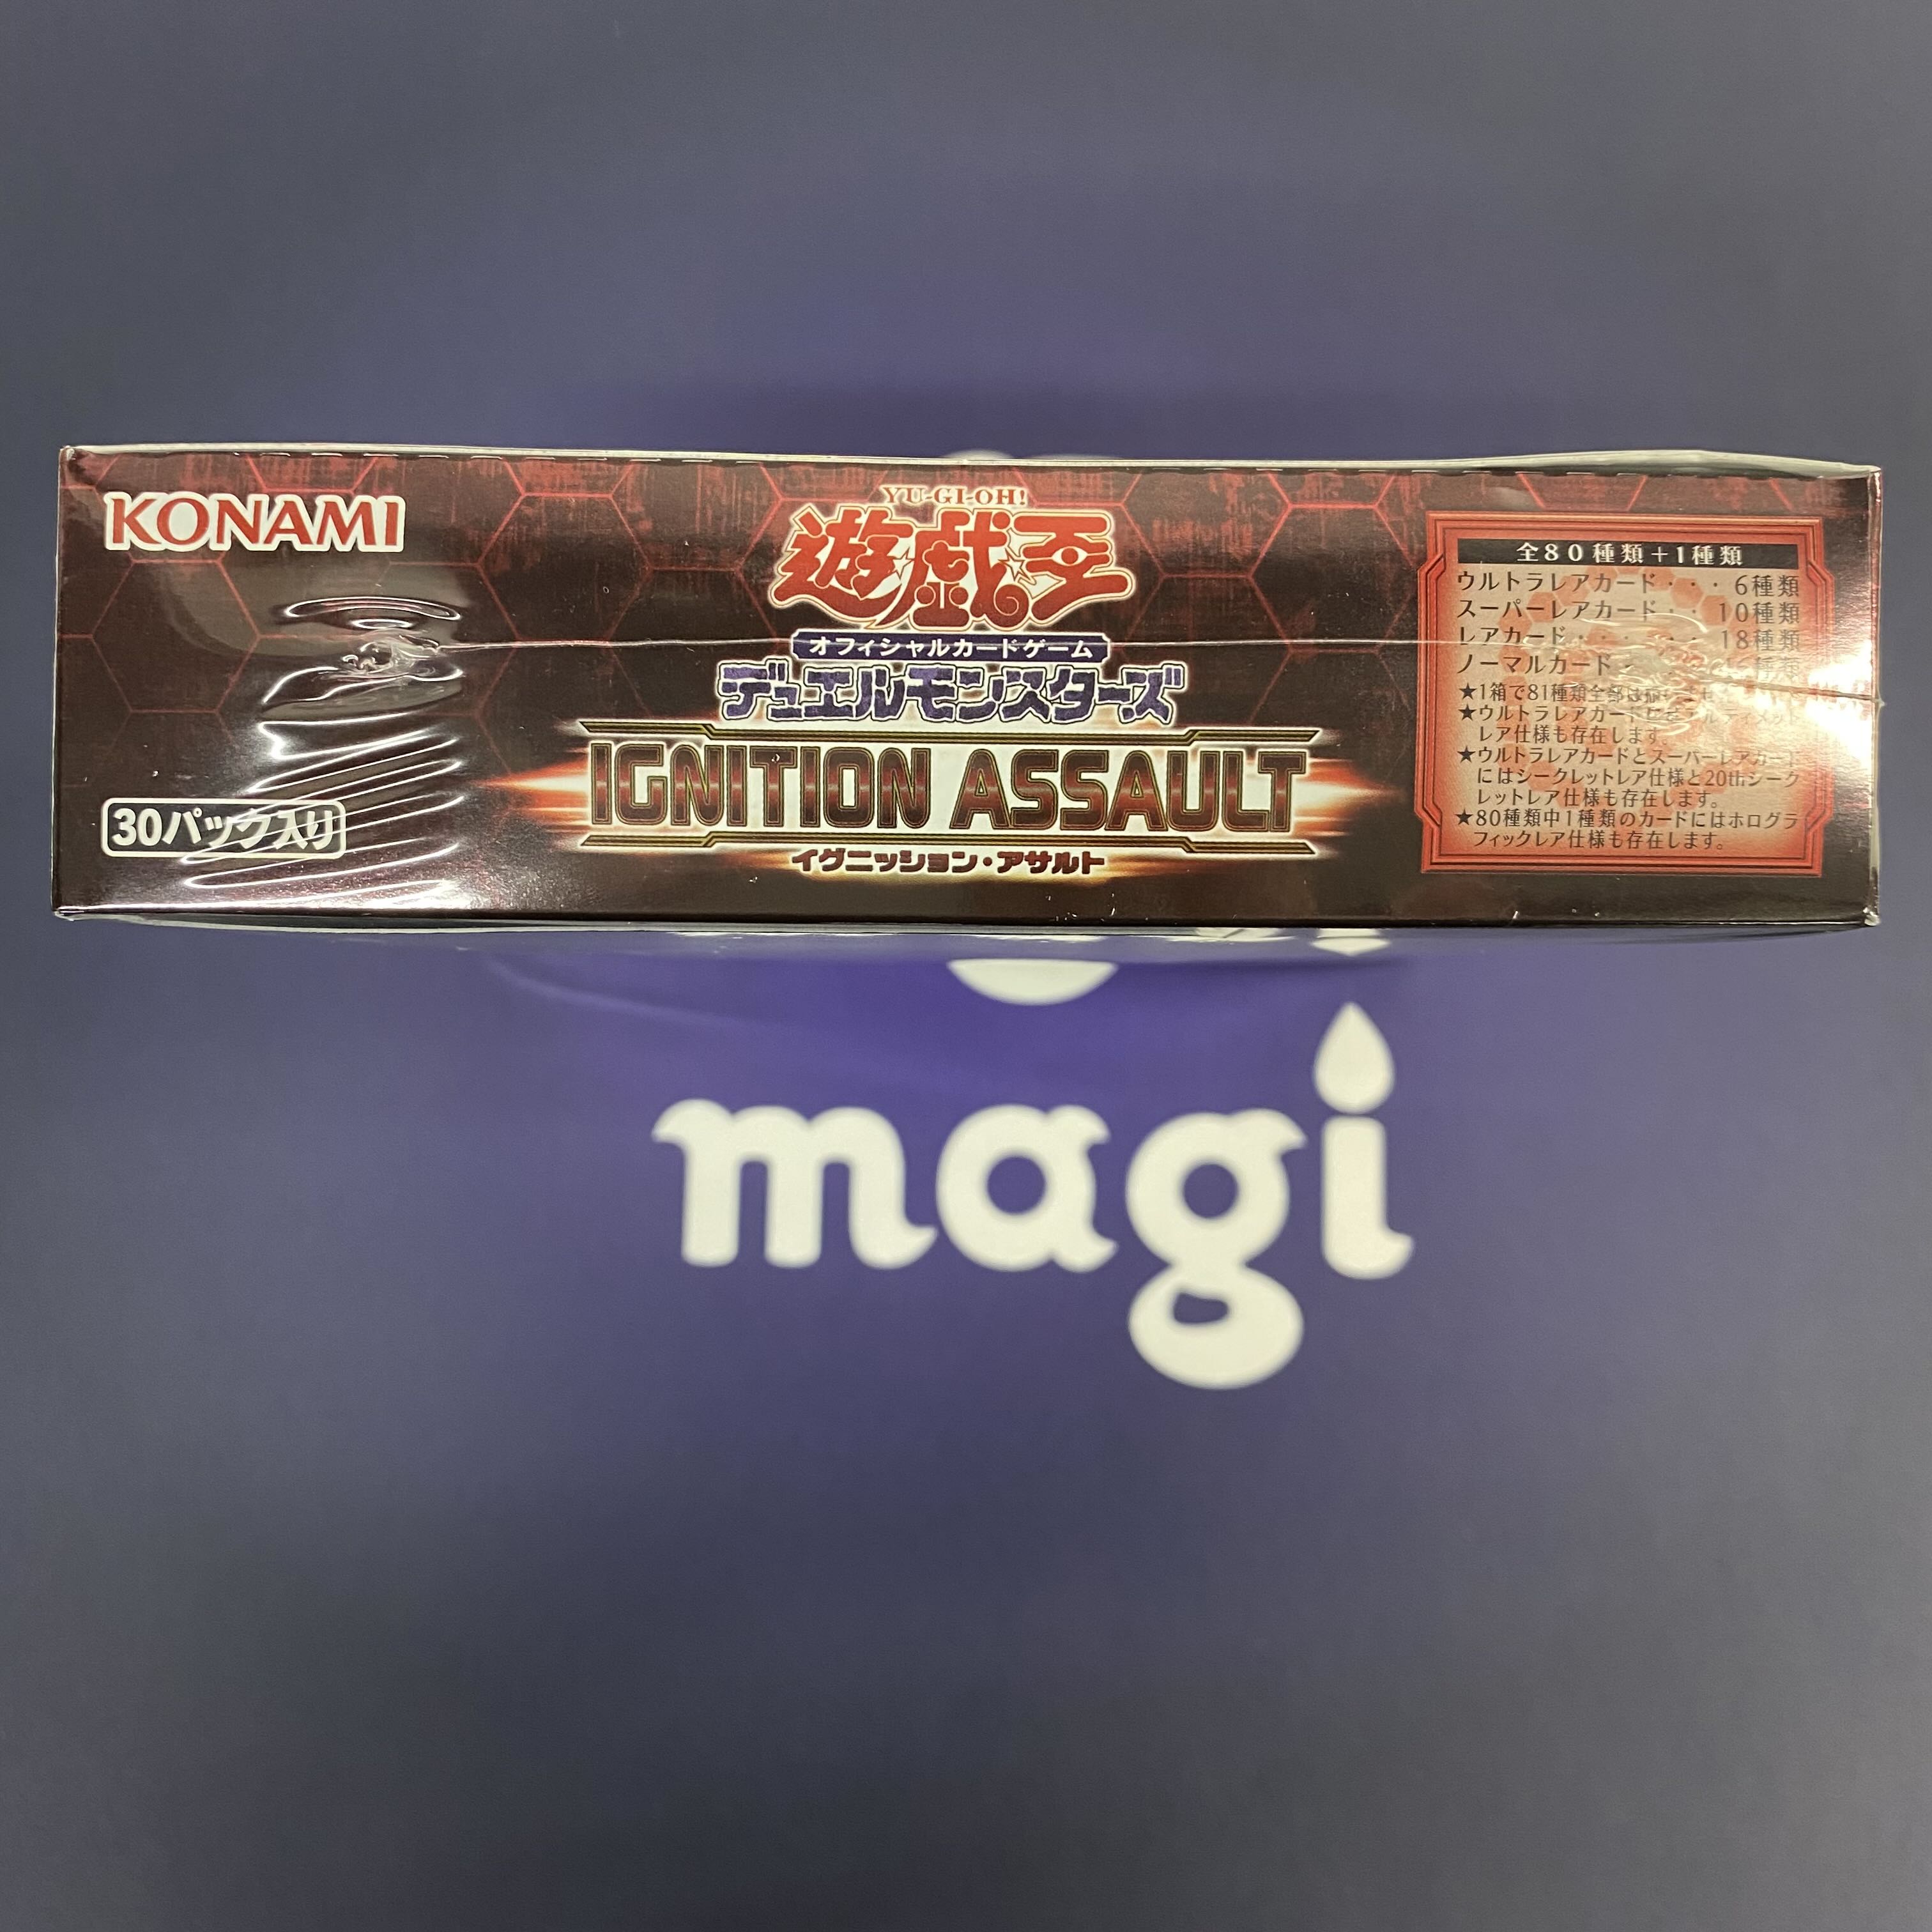 KONAMI
YU-GI-OH!
遊戯王
オフィシャルカードゲーム
デュエルモンスターズ
IGNITION ASSAULT
イグニッション・アサルト
30パック入り
全80種類+1種類
ウルトラレアカード・・・6種類
スーパーレアカード・・10種類
レアカード・・・・・・18種類
ノーマルカード・
★1箱で81種類全部は
★ウルトラレアカード
レア仕様も存在します。
★ウルトラレアカードとスーパーレアカード
にはシークレットレア仕様と20thシーク
レットレア仕様も存在します。
★80種類中1種類のカードにはホログラ
フィックレア仕様も存在します。
magi